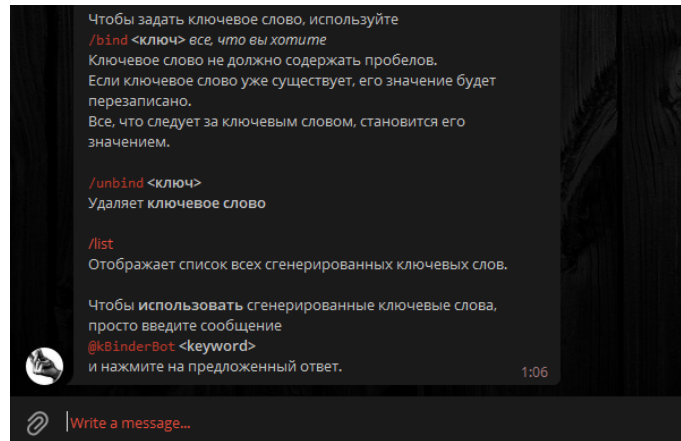 Чтобы задать ключевое слово, используйте
/bind <ключ> все, что вы хотите
Ключевое слово не должно содержать пробелов.
Если ключевое слово уже существует, его значение будет
перезаписано.
Все, что следует за ключевым словом, становится его
значением.
/unbind <ключ>
Удаляет ключевое слово
/list
Отображает список всех сгенерированных ключевых слов.
Чтобы использовать сгенерированные ключевые слова,
просто введите сообщение
@kBinderBot <keyword>
и нажмите на предложенный ответ.
1:06
Write a message...